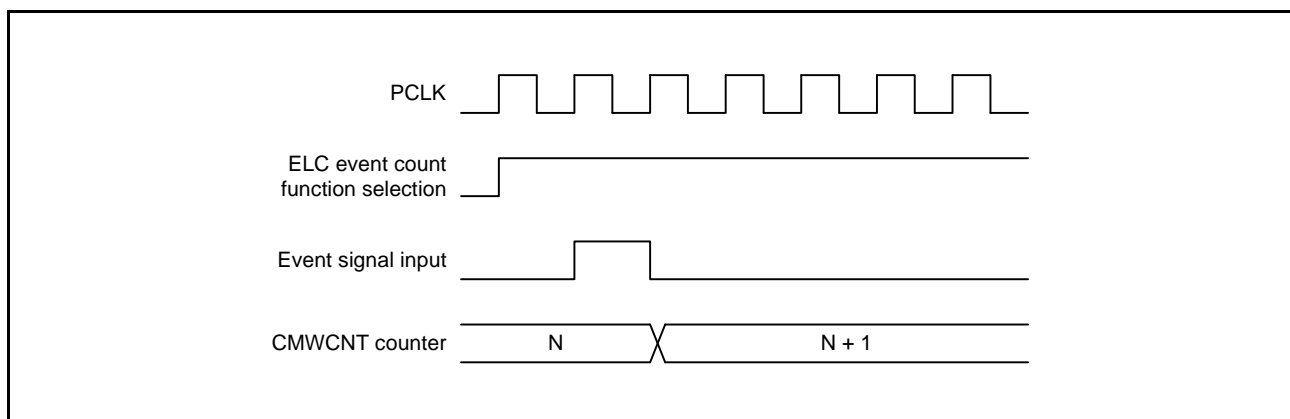 PCLK
ELC event count
function selection
Event signal input
CMWCNT counter
N
N + 1